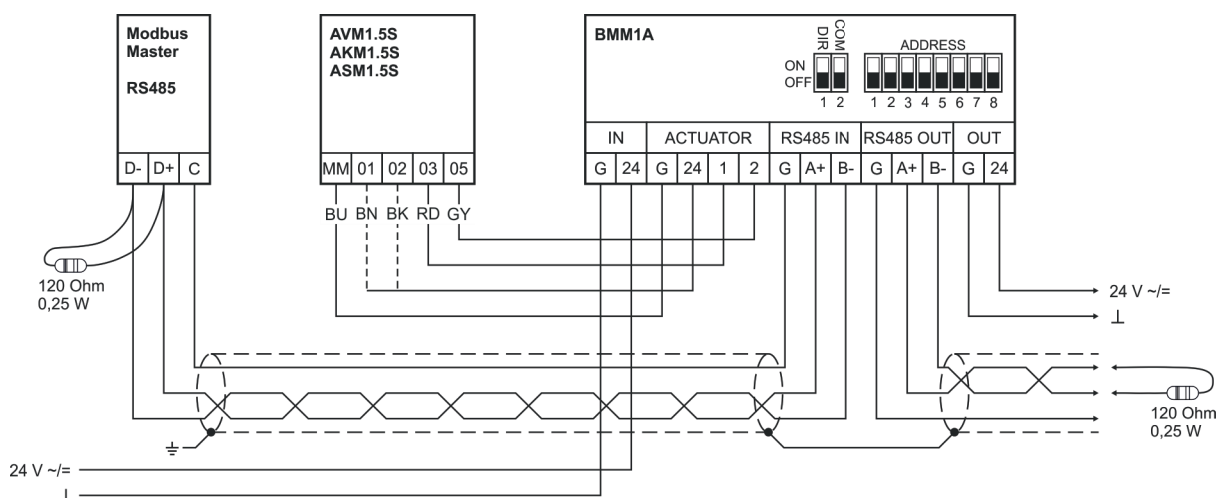 Modbus
Master
RS485
D- D+ C
120 Ohm
0,25 W
AVM1.5S
AKM1.5S
ASM1.5S
MM 01 02 03 05
BU BN BK RD GY
BMM1A
DIR COM
ON
OFF
1 2
ADDRESS
1 2 3 4 5 6 7 8
IN ACTUATOR RS485 IN RS485 OUT OUT
G 24 G 24 1 2 G A+ B- G A+ B- G 24
24 V ~/=
⊥
120 Ohm
0,25 W
24 V ~/=
⊥